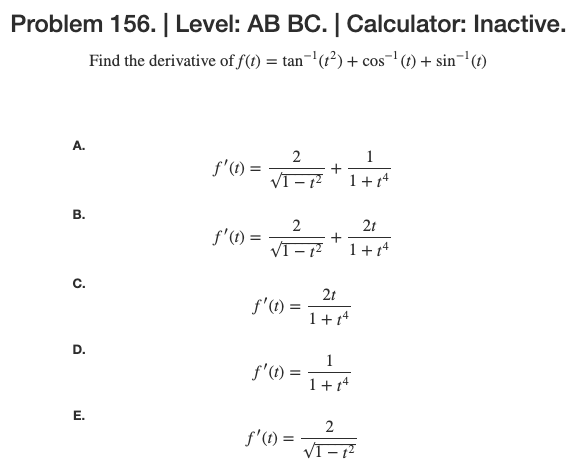 Problem 156. | Level: AB BC. | Calculator: Inactive.
Find the derivative of f(t) = tan⁻¹(t²) + cos⁻¹(t) + sin⁻¹(t)
A.
f′(t) = 2/√(1 − t²) + 1/(1 + t⁴)
B.
f′(t) = 2/√(1 − t²) + 2t/(1 + t⁴)
C.
f′(t) = 2t/(1 + t⁴)
D.
f′(t) = 1/(1 + t⁴)
E.
f′(t) = 2/√(1 − t²)